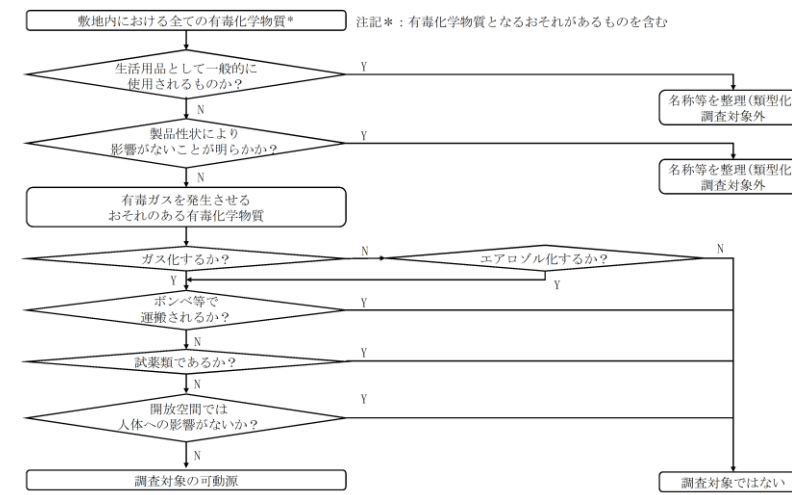 敷地内における全ての有毒化学物質*
注記*：有毒化学物質となるおそれがあるものを含む
生活用品として一般的に
使用されるものか？
Y
N
名称等を整理(類型化
調査対象外
製品性状により
影響がないことが明らかか？
Y
N
名称等を整理(類型化
調査対象外
有毒ガスを発生させる
おそれのある有毒化学物質
ガス化するか？
N
エアロゾル化するか？
N
Y
Y
ボンベ等で
運搬されるか？
Y
N
試薬類であるか？
Y
N
開放空間では
人体への影響がないか？
Y
N
調査対象の可動源
調査対象ではない